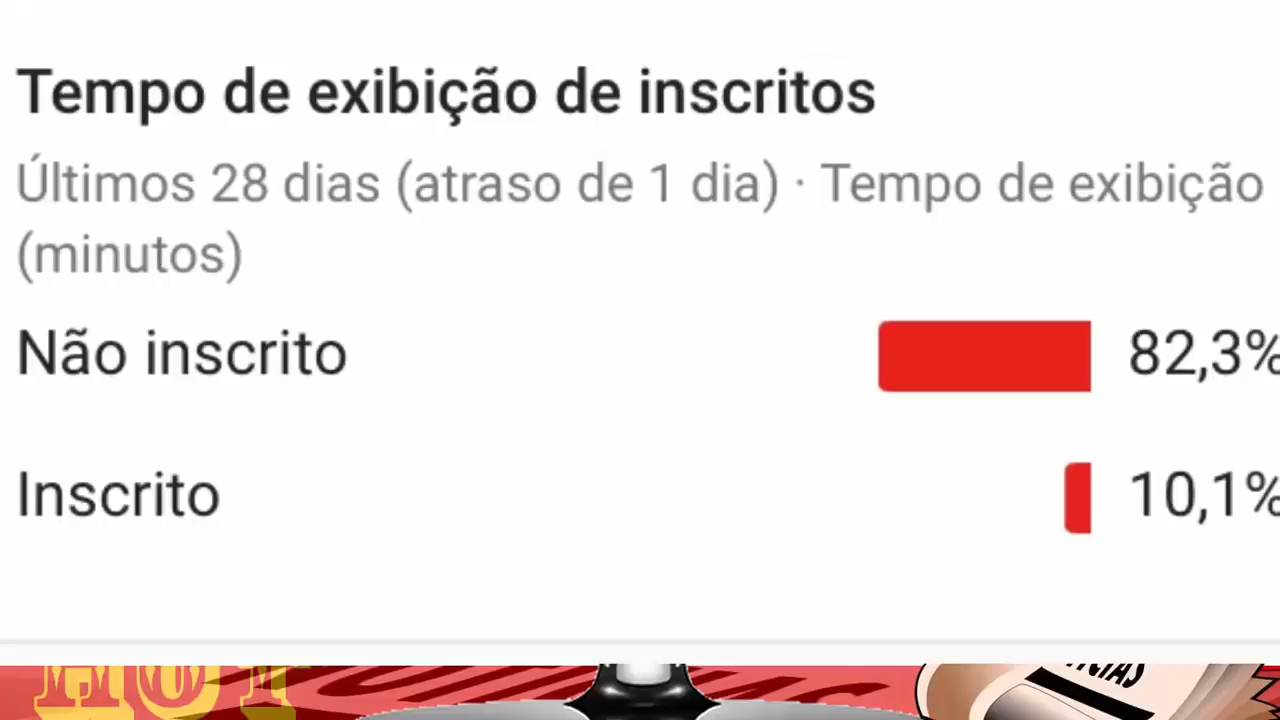 Tempo de exibição de inscritos
Últimos 28 dias (atraso de 1 dia) · Tempo de exibição
(minutos)
Não inscrito
82,3%
Inscrito
10,1%
HOT